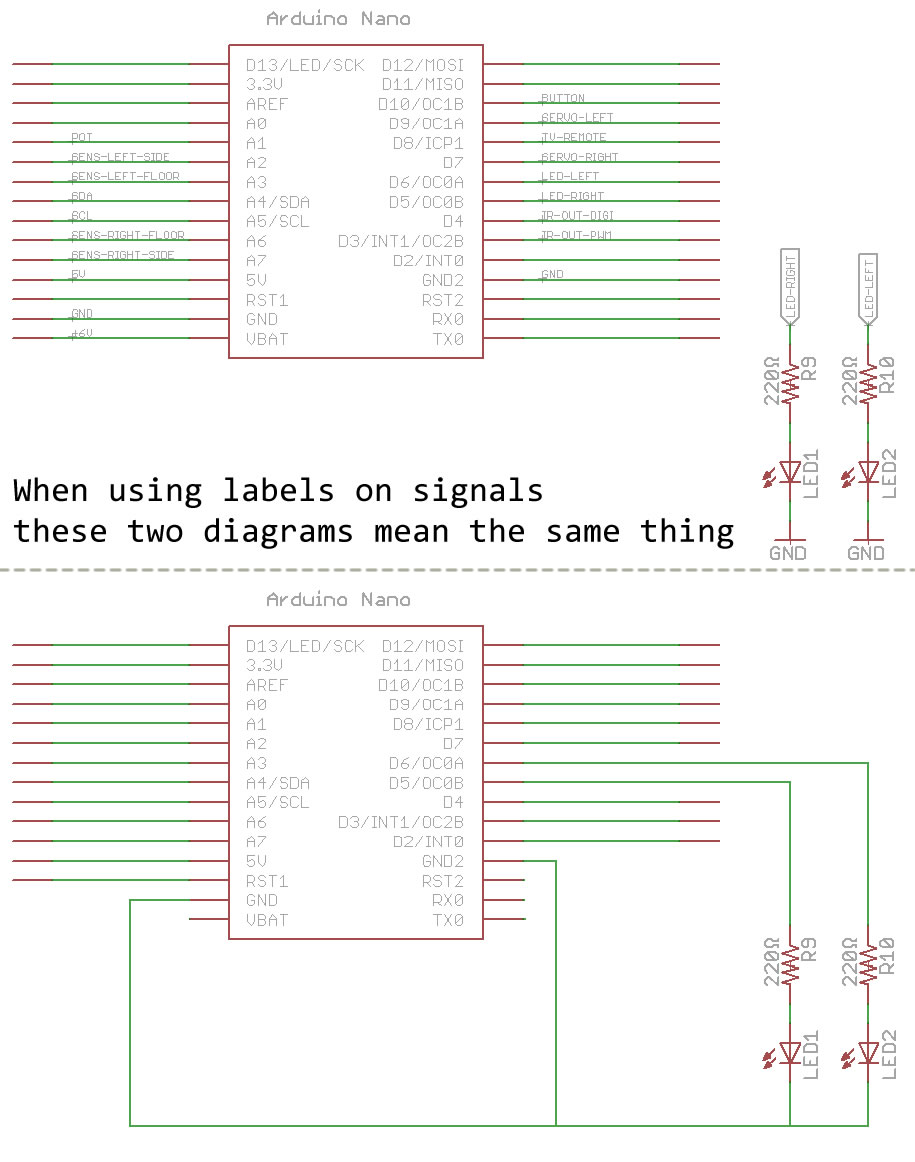 Arduino Nano
D13/LED/SCK D12/MOSI
3.3V D11/MISO
AREF D10/OC1B BUTTON
A0 D9/OC1A SERVO-LEFT
POT A1 D8/ICP1 TV-REMOTE
SENS-LEFT-SIDE A2 D7 SERVO-RIGHT
SENS-LEFT-FLOOR A3 D6/OC0A LED-LEFT
SDA A4/SDA D5/OC0B LED-RIGHT
SCL A5/SCL D4 IR-OUT-DIGI
SENS-RIGHT-FLOOR A6 D3/INT1/OC2B IR-OUT-PWM
SENS-RIGHT-SIDE A7 D2/INT0
5V 5V GND2 GND
RST1 RST2
GND GND RX0
+6V VBAT TX0
LED-RIGHT LED-LEFT
220Ω R9 220Ω R10
LED1 LED2
GND GND
When using labels on signals
these two diagrams mean the same thing
Arduino Nano
D13/LED/SCK D12/MOSI
3.3V D11/MISO
AREF D10/OC1B
A0 D9/OC1A
A1 D8/ICP1
A2 D7
A3 D6/OC0A
A4/SDA D5/OC0B
A5/SCL D4
A6 D3/INT1/OC2B
A7 D2/INT0
5V GND2
RST1 RST2
GND RX0
VBAT TX0
220Ω R9 220Ω R10
LED1 LED2